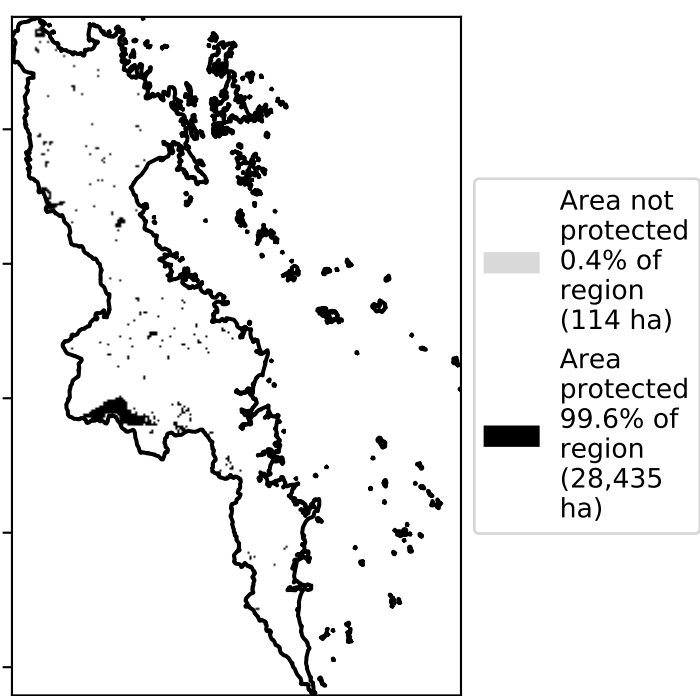 Area not
protected
0.4% of
region
(114 ha)
Area
protected
99.6% of
region
(28,435
ha)